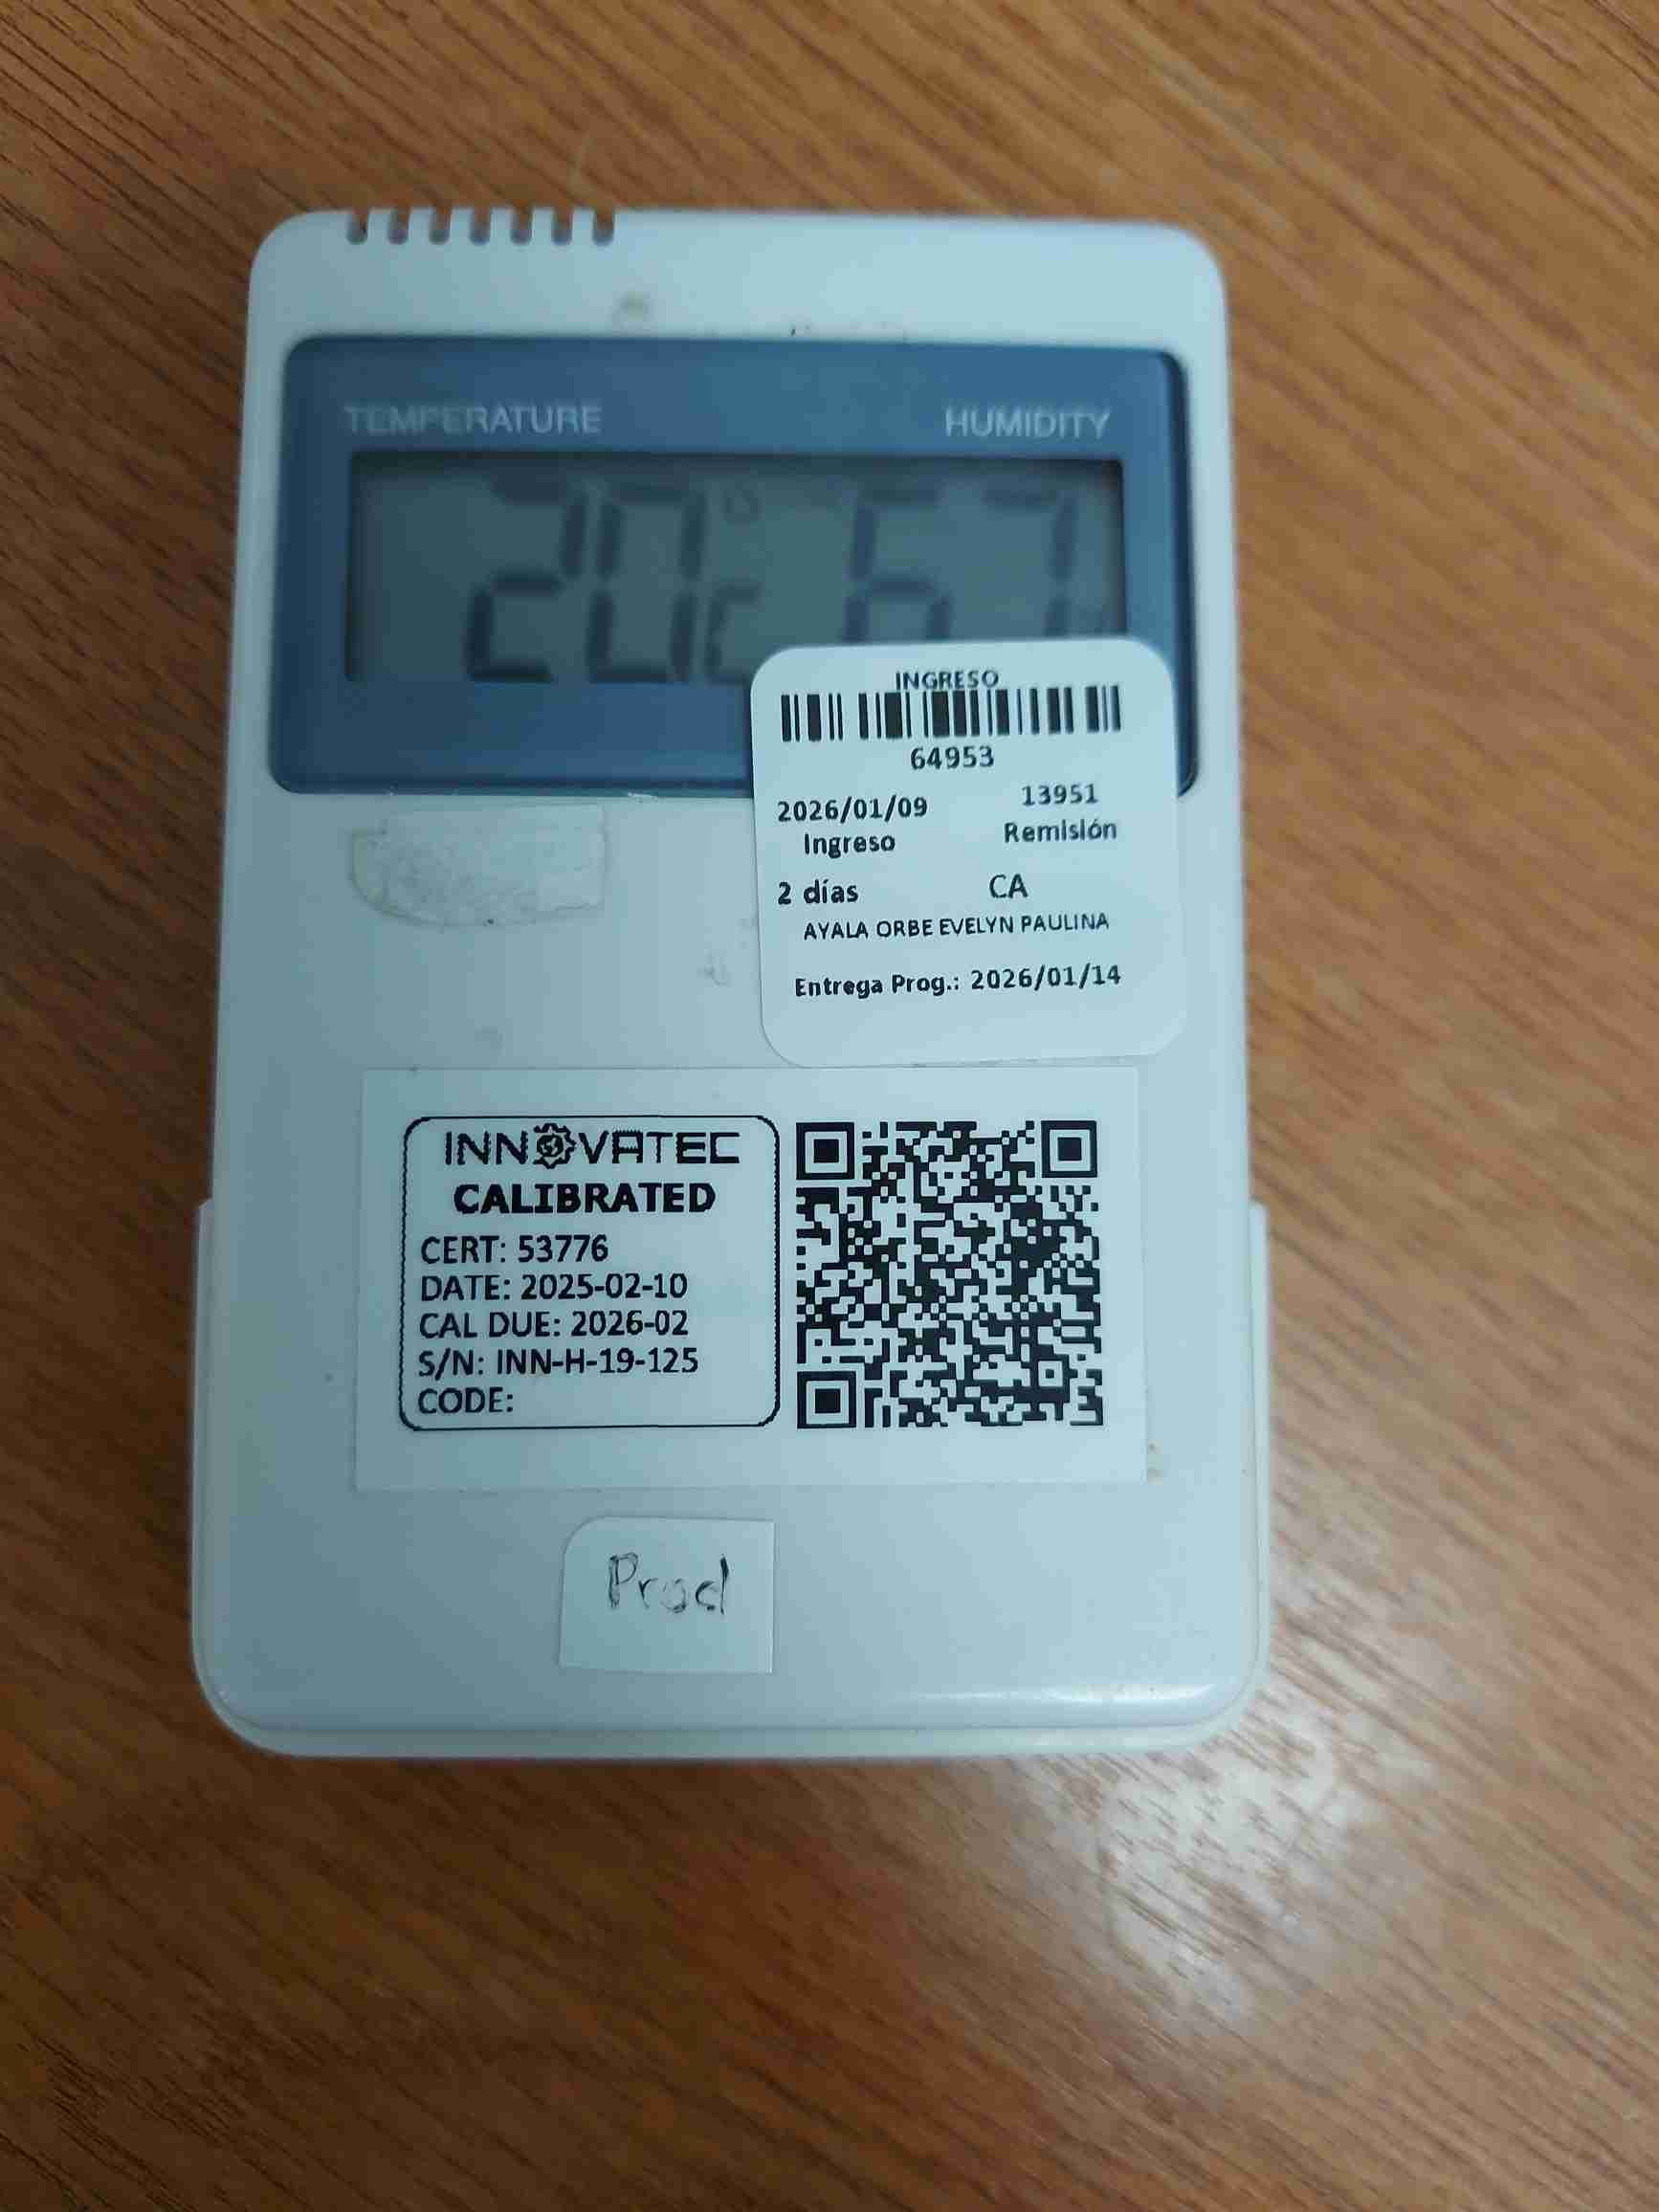 TEMPERATURE HUMIDITY
20°C 67
INGRESO
64953
2026/01/09 13951
Ingreso Remisión
2 días CA
AYALA ORBE EVELYN PAULINA
Entrega Prog.: 2026/01/14
INNOVATEC
CALIBRATED
CERT: 53776
DATE: 2025-02-10
CAL DUE: 2026-02
S/N: INN-H-19-125
CODE:
Prod